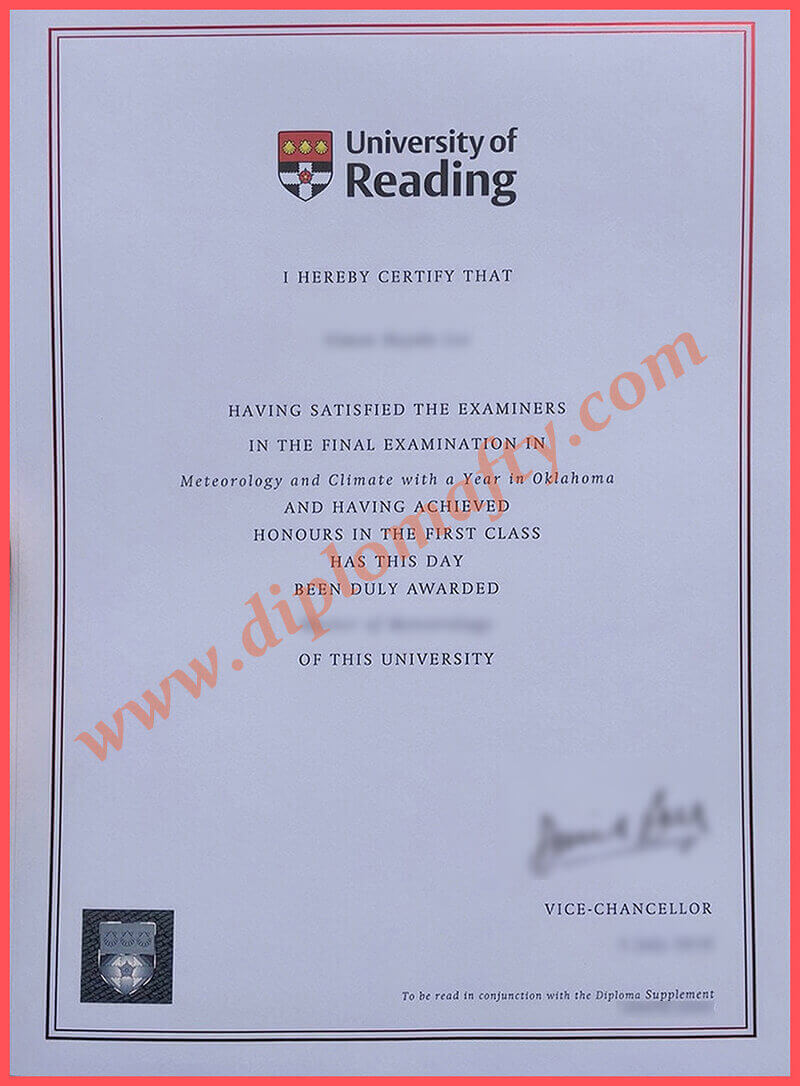 University of
Reading
I HEREBY CERTIFY THAT
HAVING SATISFIED THE EXAMINERS
IN THE FINAL EXAMINATION IN
Meteorology and Climate with a Year in Oklahoma
AND HAVING ACHIEVED
HONOURS IN THE FIRST CLASS
HAS THIS DAY
BEEN DULY AWARDED
OF THIS UNIVERSITY
www.diplomafty.com
VICE-CHANCELLOR
To be read in conjunction with the Diploma Supplement